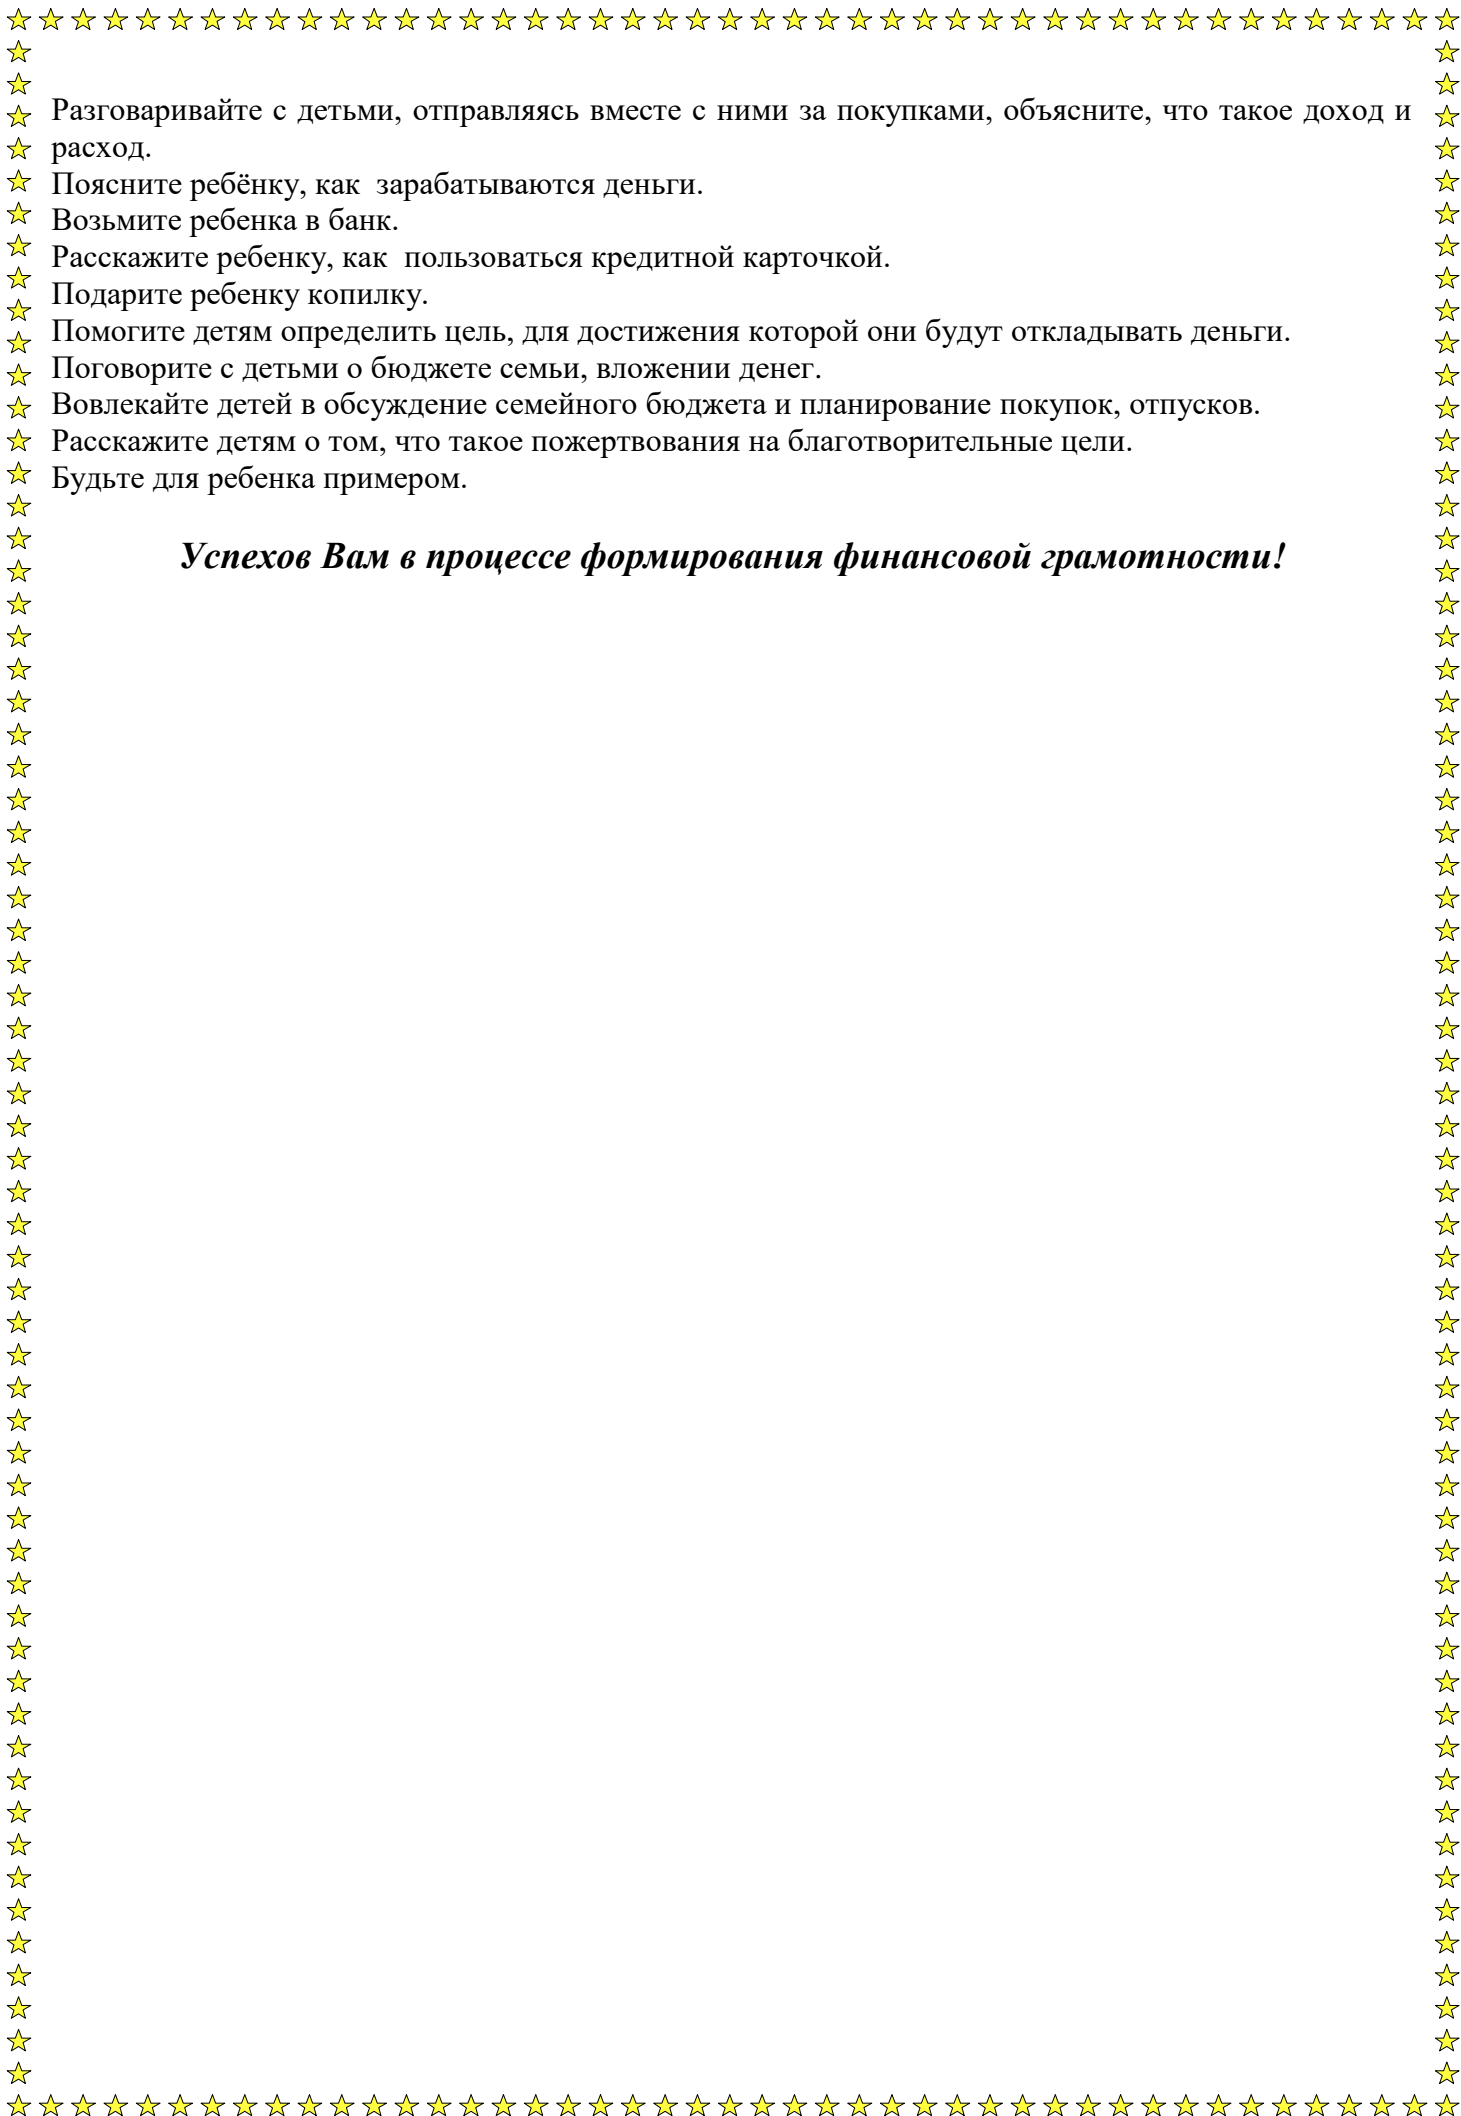 Разговаривайте с детьми, отправляясь вместе с ними за покупками, объясните, что такое доход и
расход.
Поясните ребёнку, как  зарабатываются деньги.
Возьмите ребенка в банк.
Расскажите ребенку, как  пользоваться кредитной карточкой.
Подарите ребенку копилку.
Помогите детям определить цель, для достижения которой они будут откладывать деньги.
Поговорите с детьми о бюджете семьи, вложении денег.
Вовлекайте детей в обсуждение семейного бюджета и планирование покупок, отпусков.
Расскажите детям о том, что такое пожертвования на благотворительные цели.
Будьте для ребенка примером.
Успехов Вам в процессе формирования финансовой грамотности!